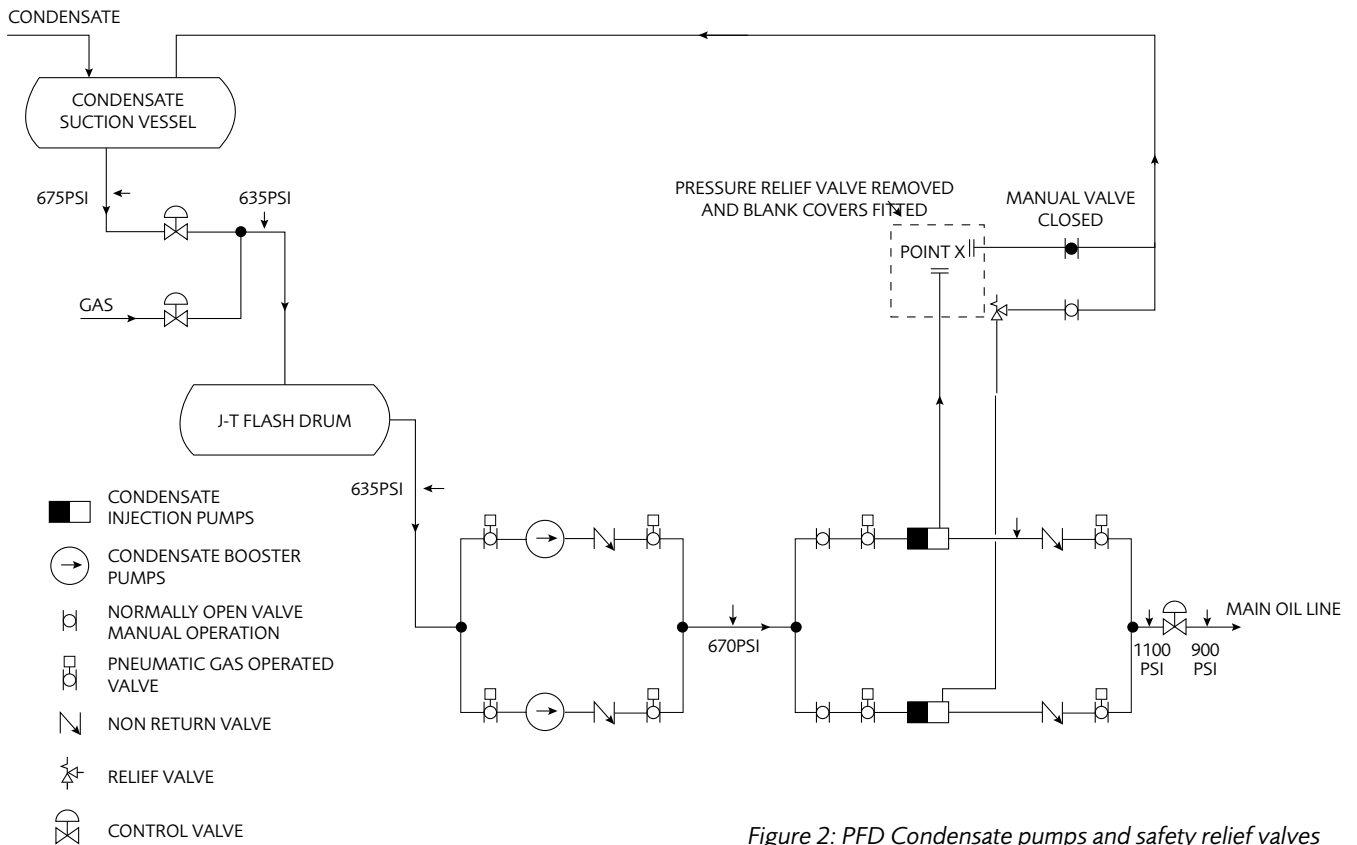 CONDENSATE
CONDENSATE
SUCTION VESSEL
675PSI
635PSI
PRESSURE RELIEF VALVE REMOVED
AND BLANK COVERS FITTED
MANUAL VALVE
CLOSED
POINT X
GAS
J-T FLASH DRUM
635PSI
CONDENSATE
INJECTION PUMPS
CONDENSATE BOOSTER
PUMPS
NORMALLY OPEN VALVE
MANUAL OPERATION
PNEUMATIC GAS OPERATED
VALVE
NON RETURN VALVE
RELIEF VALVE
CONTROL VALVE
670PSI
MAIN OIL LINE
1100
PSI
900
PSI
Figure 2: PFD Condensate pumps and safety relief valves